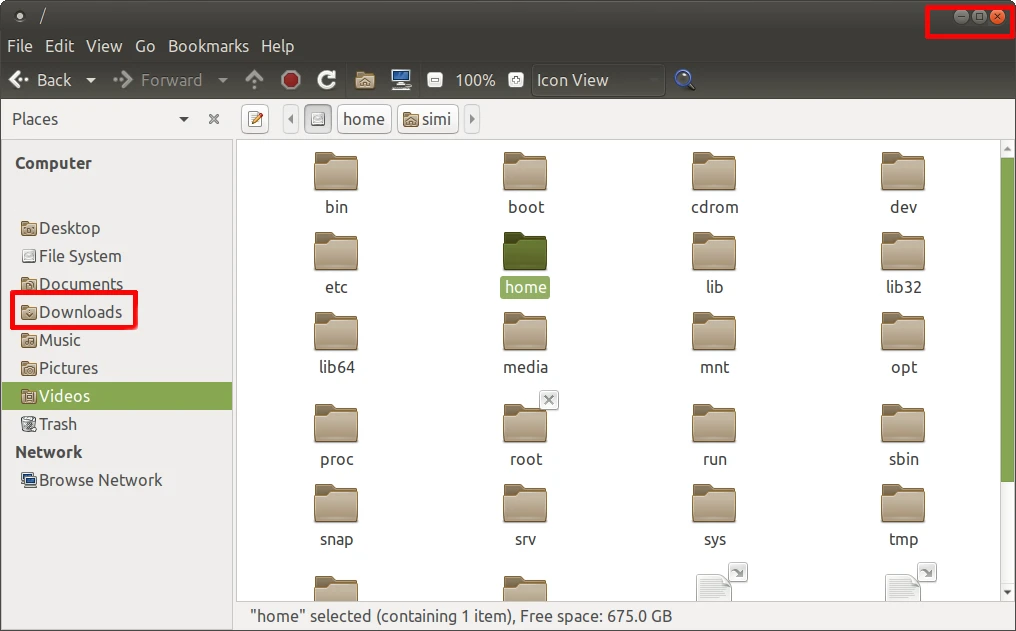 /
File Edit View Go Bookmarks Help
Back Forward 100% Icon View
Places
home simi
Computer
Desktop
File System
Documents
Downloads
Music
Pictures
Videos
Trash
Network
Browse Network
bin boot cdrom dev
etc home lib lib32
lib64 media mnt opt
proc root run sbin
snap srv sys tmp
"home" selected (containing 1 item), Free space: 675.0 GB